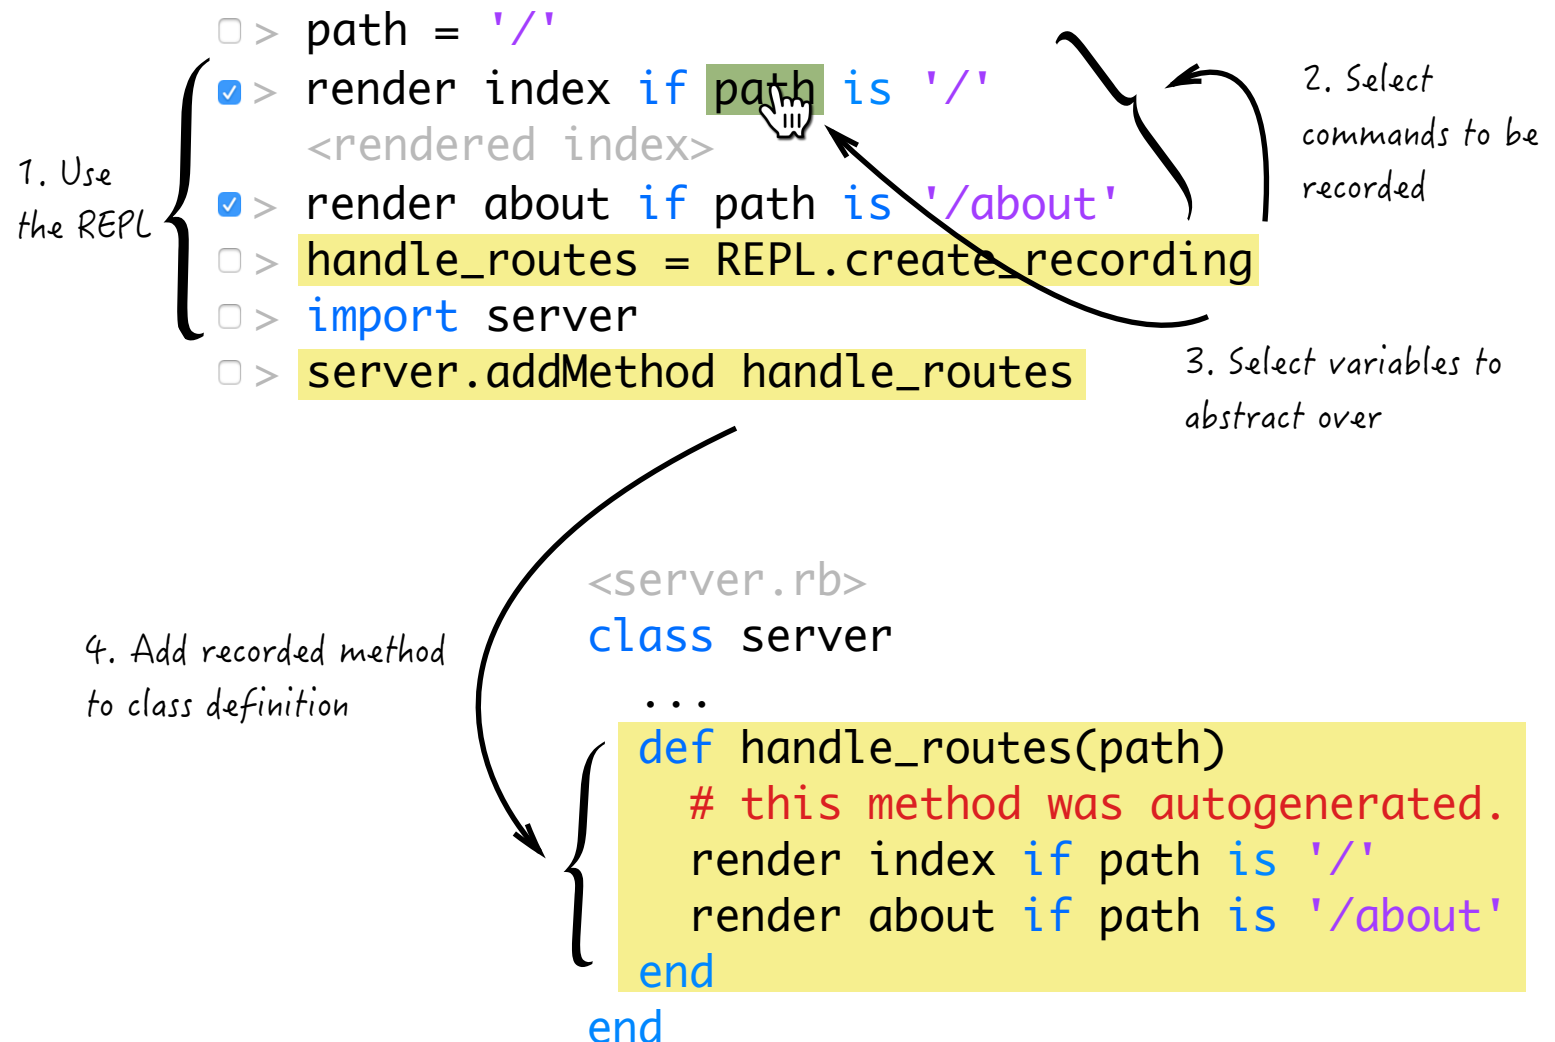 > path = '/'
> render index if path is '/'
<rendered index>
> render about if path is '/about'
> handle_routes = REPL.create_recording
> import server
> server.addMethod handle_routes
1. Use
the REPL
2. Select
commands to be
recorded
3. Select variables to
abstract over
4. Add recorded method
to class definition
<server.rb>
class server
...
def handle_routes(path)
# this method was autogenerated.
render index if path is '/'
render about if path is '/about'
end
end